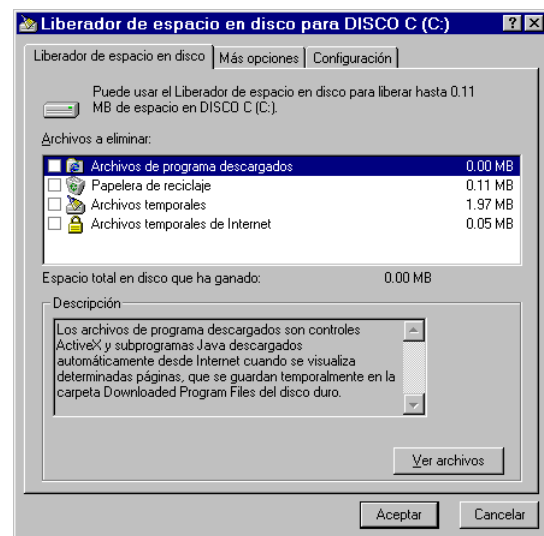 Liberador de espacio en disco para DISCO C (C:)
Liberador de espacio en disco Más opciones Configuración
Puede usar el Liberador de espacio en disco para liberar hasta 0.11
MB de espacio en DISCO C (C:).
Archivos a eliminar:
Archivos de programa descargados 0.00 MB
Papelera de reciclaje 0.11 MB
Archivos temporales 1.97 MB
Archivos temporales de Internet 0.05 MB
Espacio total en disco que ha ganado: 0.00 MB
Descripción
Los archivos de programa descargados son controles
ActiveX y subprogramas Java descargados
automáticamente desde Internet cuando se visualiza
determinadas páginas, que se guardan temporalmente en la
carpeta Downloaded Program Files del disco duro.
Ver archivos
Aceptar Cancelar